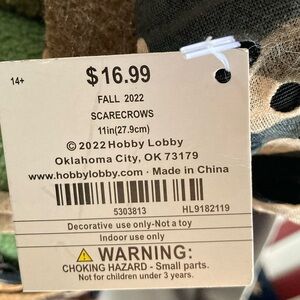 14+
$16.99
FALL 2022
SCARECROWS
11in(27.9cm)
© 2022 Hobby Lobby
Oklahoma City, OK 73179
www.hobbylobby.com · Made in China
5303813 HL9182119
Decorative use only-Not a toy
Indoor use only
WARNING:
CHOKING HAZARD - Small parts.
Not for children under 3 years.